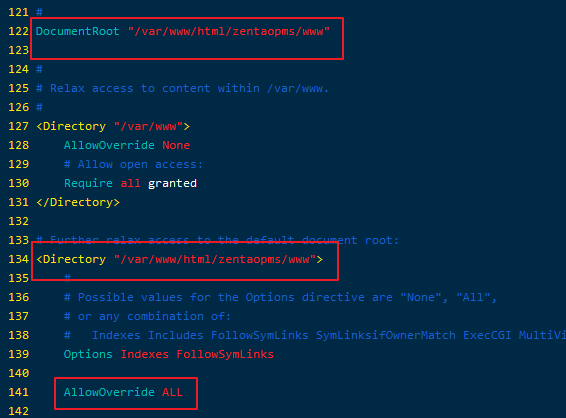 121 #
122 DocumentRoot "/var/www/html/zentaopms/www"
123
124 #
125 # Relax access to content within /var/www.
126 #
127 <Directory "/var/www">
128     AllowOverride None
129     # Allow open access:
130     Require all granted
131 </Directory>
132
133 # Further relax access to the default document root:
134 <Directory "/var/www/html/zentaopms/www">
135     #
136     # Possible values for the Options directive are "None", "All",
137     # or any combination of:
138     #   Indexes Includes FollowSymLinks SymLinksifOwnerMatch ExecCGI MultiVi
139     Options Indexes FollowSymLinks
140
141     AllowOverride ALL
142